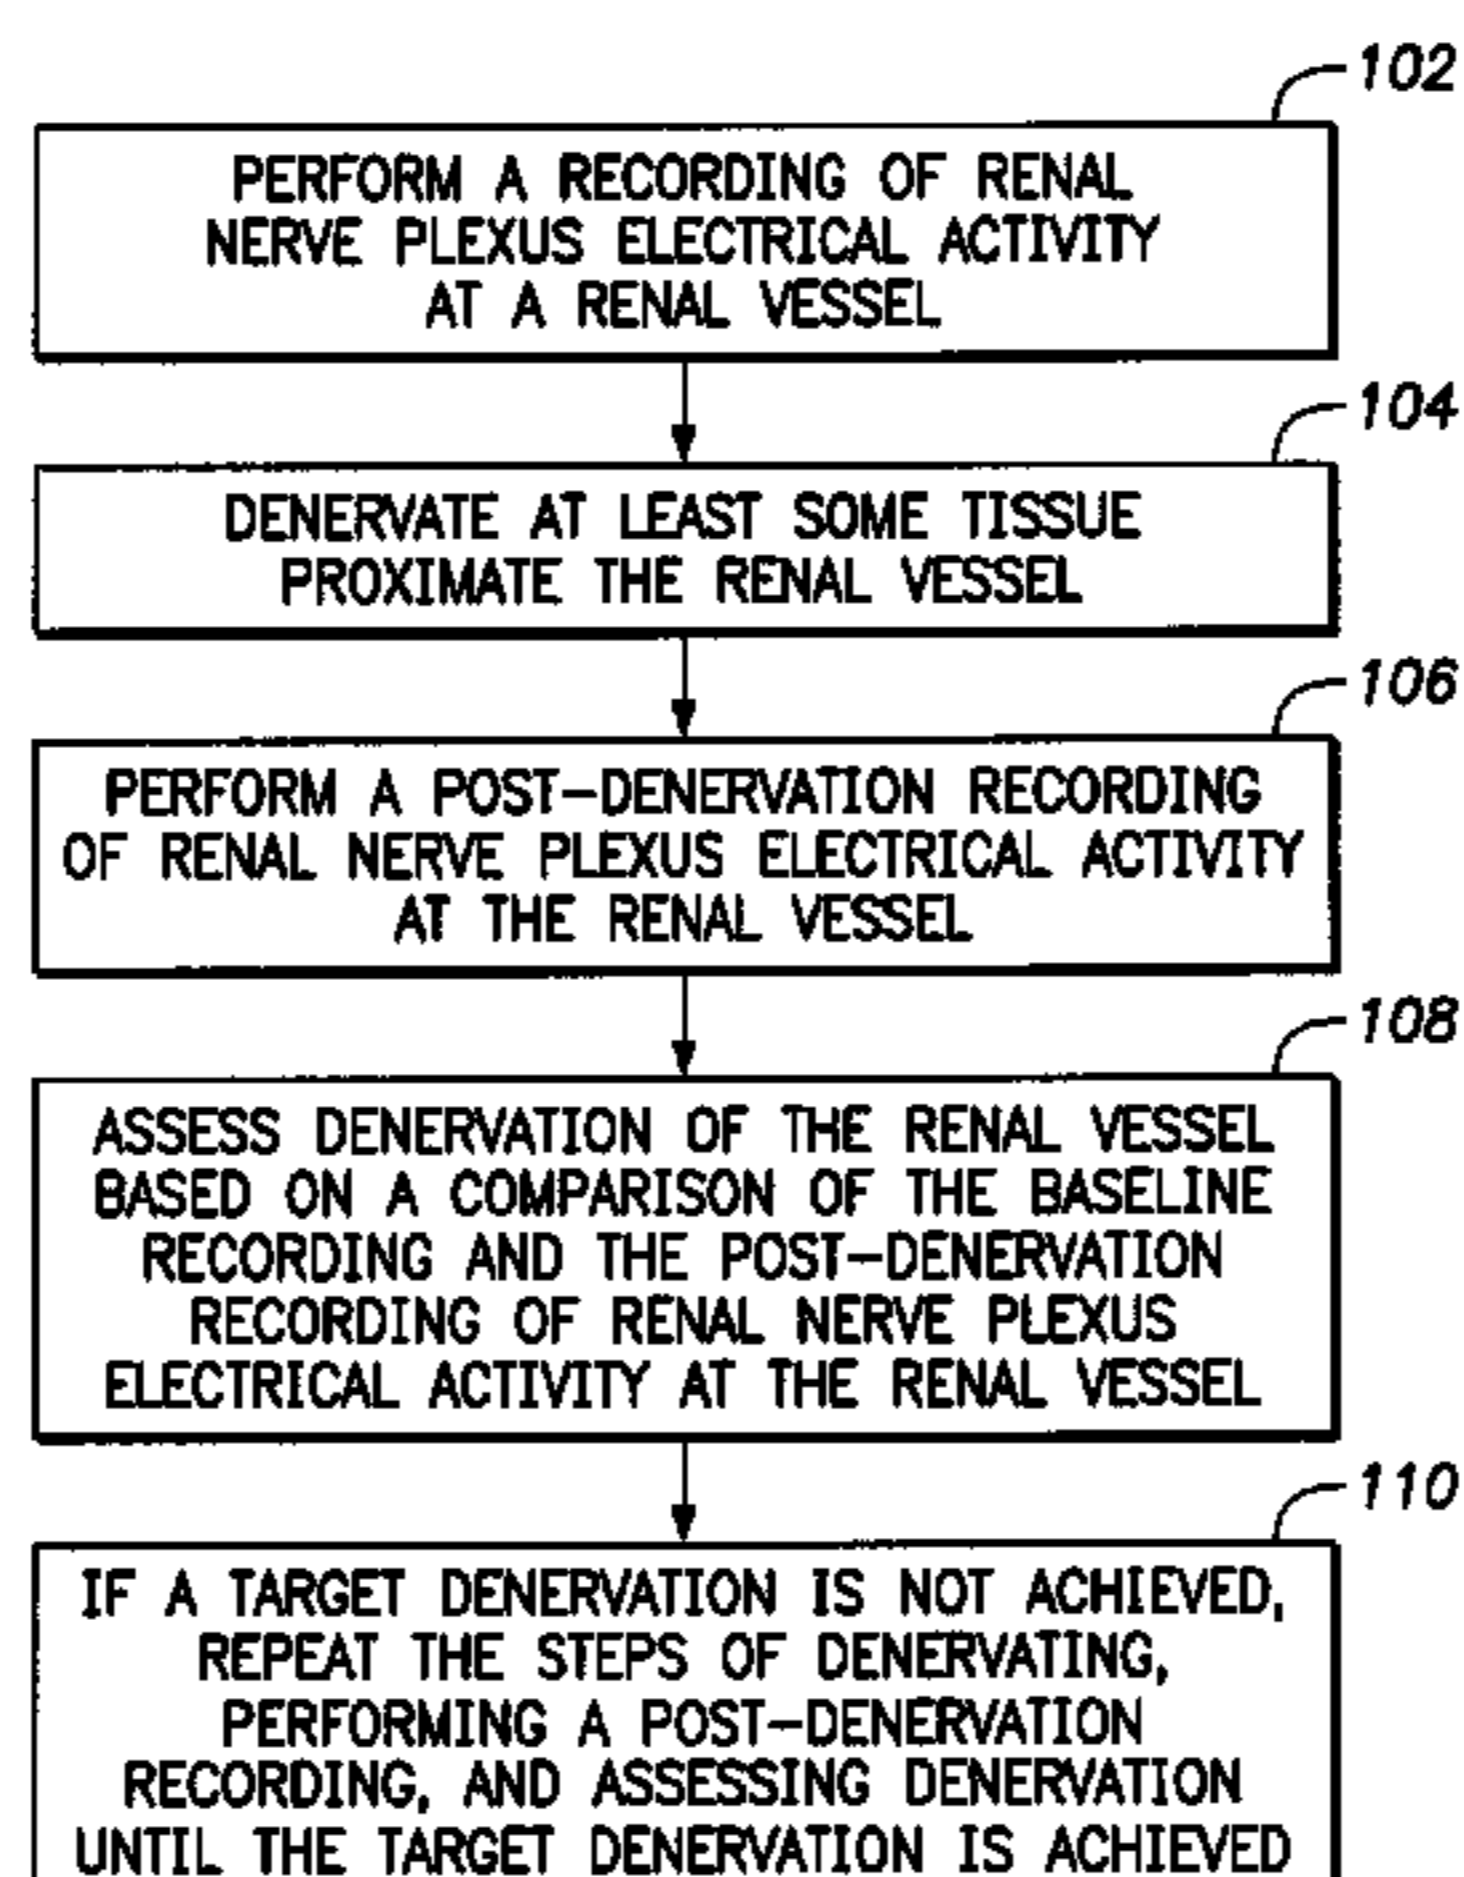 102
PERFORM A RECORDING OF RENAL
NERVE PLEXUS ELECTRICAL ACTIVITY
AT A RENAL VESSEL
104
DENERVATE AT LEAST SOME TISSUE
PROXIMATE THE RENAL VESSEL
106
PERFORM A POST-DENERVATION RECORDING
OF RENAL NERVE PLEXUS ELECTRICAL ACTIVITY
AT THE RENAL VESSEL
108
ASSESS DENERVATION OF THE RENAL VESSEL
BASED ON A COMPARISON OF THE BASELINE
RECORDING AND THE POST-DENERVATION
RECORDING OF RENAL NERVE PLEXUS
ELECTRICAL ACTIVITY AT THE RENAL VESSEL
110
IF A TARGET DENERVATION IS NOT ACHIEVED,
REPEAT THE STEPS OF DENERVATING,
PERFORMING A POST-DENERVATION
RECORDING, AND ASSESSING DENERVATION
UNTIL THE TARGET DENERVATION IS ACHIEVED